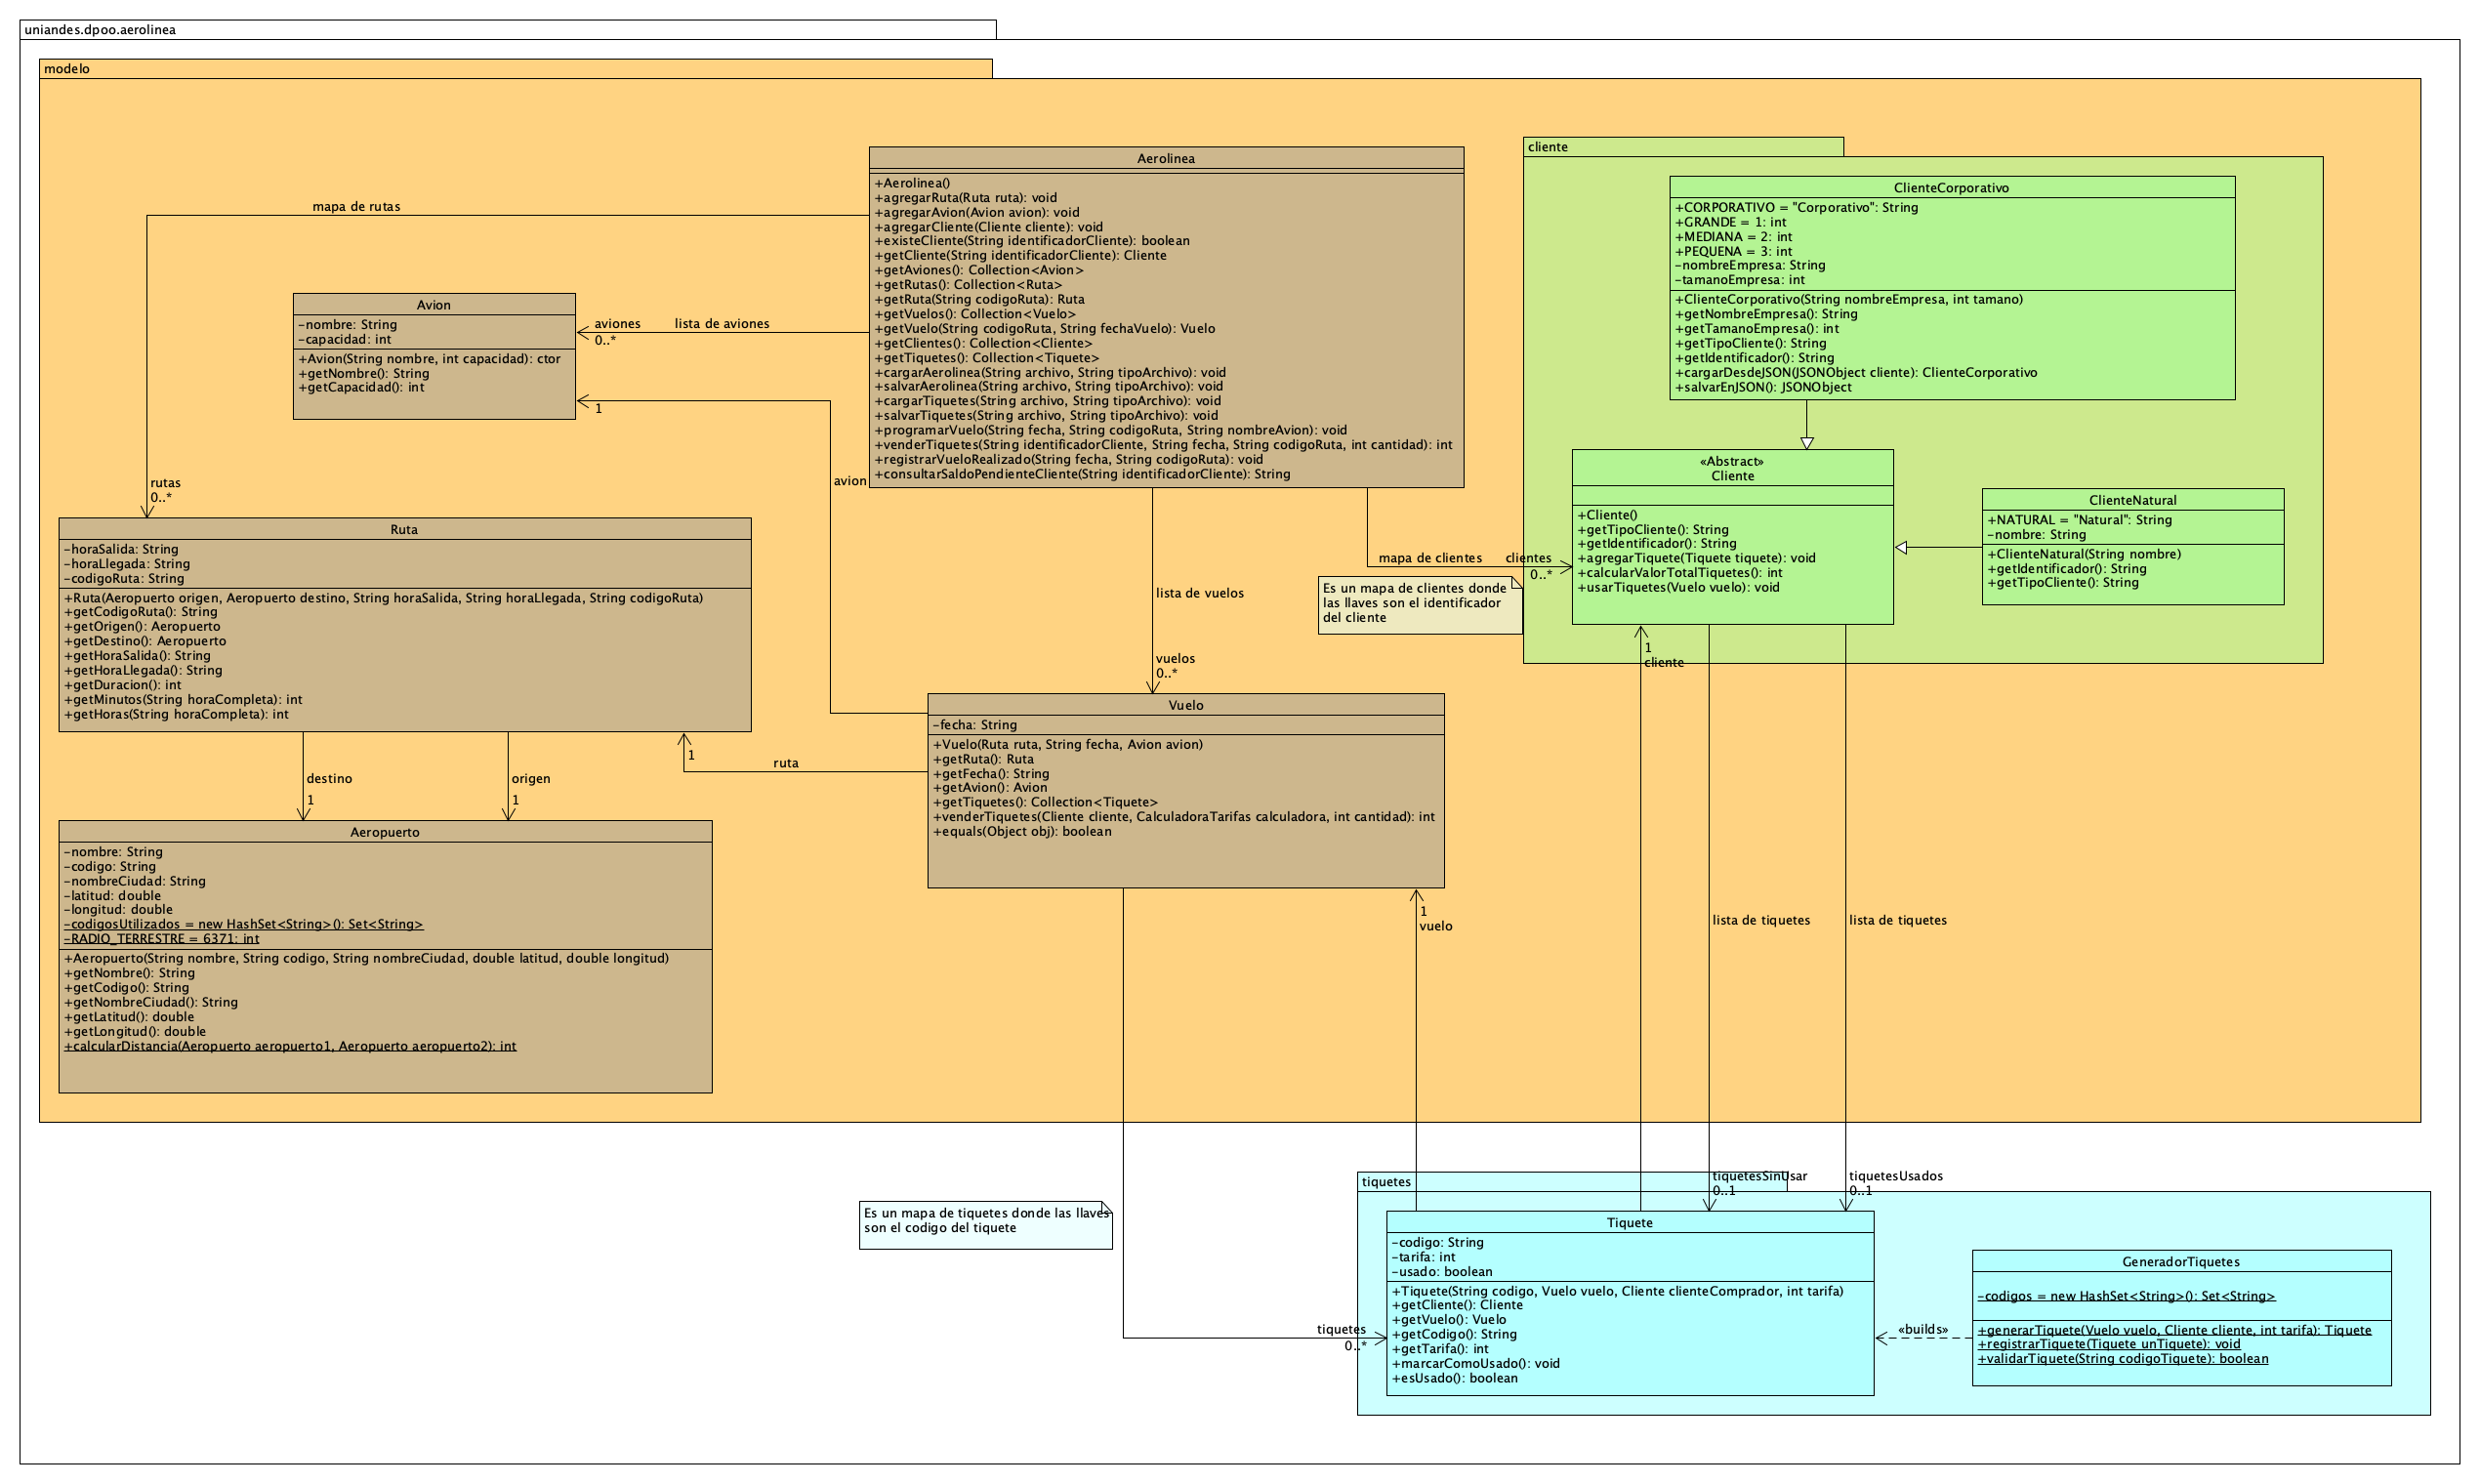 uniandes.dpoo.aerolinea
modelo
Aerolinea
+Aerolinea()
+agregarRuta(Ruta ruta): void
+agregarAvion(Avion avion): void
+agregarCliente(Cliente cliente): void
+existeCliente(String identificadorCliente): boolean
+getCliente(String identificadorCliente): Cliente
+getAviones(): Collection<Avion>
+getRutas(): Collection<Ruta>
+getRuta(String codigoRuta): Ruta
+getVuelos(): Collection<Vuelo>
+getVuelo(String codigoRuta, String fechaVuelo): Vuelo
+getClientes(): Collection<Cliente>
+getTiquetes(): Collection<Tiquete>
+cargarAerolinea(String archivo, String tipoArchivo): void
+salvarAerolinea(String archivo, String tipoArchivo): void
+cargarTiquetes(String archivo, String tipoArchivo): void
+salvarTiquetes(String archivo, String tipoArchivo): void
+programarVuelo(String fecha, String codigoRuta, String nombreAvion): void
+venderTiquetes(String identificadorCliente, String fecha, String codigoRuta, int cantidad): int
+registrarVueloRealizado(String fecha, String codigoRuta): void
+consultarSaldoPendienteCliente(String identificadorCliente): String
mapa de rutas
rutas
0..*
aviones
0..*
lista de aviones
Avion
-nombre: String
-capacidad: int
+Avion(String nombre, int capacidad): ctor
+getNombre(): String
+getCapacidad(): int
1
avion
cliente
ClienteCorporativo
+CORPORATIVO = "Corporativo": String
+GRANDE = 1: int
+MEDIANA = 2: int
+PEQUENA = 3: int
-nombreEmpresa: String
-tamanoEmpresa: int
+ClienteCorporativo(String nombreEmpresa, int tamano)
+getNombreEmpresa(): String
+getTamanoEmpresa(): int
+getTipoCliente(): String
+getIdentificador(): String
+cargarDesdeJSON(JSONObject cliente): ClienteCorporativo
+salvarEnJSON(): JSONObject
«Abstract»
Cliente
+Cliente()
+getTipoCliente(): String
+getIdentificador(): String
+agregarTiquete(Tiquete tiquete): void
+calcularValorTotalTiquetes(): int
+usarTiquetes(Vuelo vuelo): void
ClienteNatural
+NATURAL = "Natural": String
-nombre: String
+ClienteNatural(String nombre)
+getIdentificador(): String
+getTipoCliente(): String
mapa de clientes
clientes
0..*
Es un mapa de clientes donde
las llaves son el identificador
del cliente
lista de vuelos
vuelos
0..*
1
cliente
Ruta
-horaSalida: String
-horaLlegada: String
-codigoRuta: String
+Ruta(Aeropuerto origen, Aeropuerto destino, String horaSalida, String horaLlegada, String codigoRuta)
+getCodigoRuta(): String
+getOrigen(): Aeropuerto
+getDestino(): Aeropuerto
+getHoraSalida(): String
+getHoraLlegada(): String
+getDuracion(): int
+getMinutos(String horaCompleta): int
+getHoras(String horaCompleta): int
1
ruta
destino
1
origen
1
Vuelo
-fecha: String
+Vuelo(Ruta ruta, String fecha, Avion avion)
+getRuta(): Ruta
+getFecha(): String
+getAvion(): Avion
+getTiquetes(): Collection<Tiquete>
+venderTiquetes(Cliente cliente, CalculadoraTarifas calculadora, int cantidad): int
+equals(Object obj): boolean
1
vuelo
lista de tiquetes
lista de tiquetes
Aeropuerto
-nombre: String
-codigo: String
-nombreCiudad: String
-latitud: double
-longitud: double
-codigosUtilizados = new HashSet<String>(): Set<String>
-RADIO_TERRESTRE = 6371: int
+Aeropuerto(String nombre, String codigo, String nombreCiudad, double latitud, double longitud)
+getNombre(): String
+getCodigo(): String
+getNombreCiudad(): String
+getLatitud(): double
+getLongitud(): double
+calcularDistancia(Aeropuerto aeropuerto1, Aeropuerto aeropuerto2): int
tiquetes
tiquetesSinUsar
0..1
tiquetesUsados
0..1
Es un mapa de tiquetes donde las llaves
son el codigo del tiquete
tiquetes
0..*
Tiquete
-codigo: String
-tarifa: int
-usado: boolean
+Tiquete(String codigo, Vuelo vuelo, Cliente clienteComprador, int tarifa)
+getCliente(): Cliente
+getVuelo(): Vuelo
+getCodigo(): String
+getTarifa(): int
+marcarComoUsado(): void
+esUsado(): boolean
«builds»
GeneradorTiquetes
-codigos = new HashSet<String>(): Set<String>
+generarTiquete(Vuelo vuelo, Cliente cliente, int tarifa): Tiquete
+registrarTiquete(Tiquete unTiquete): void
+validarTiquete(String codigoTiquete): boolean